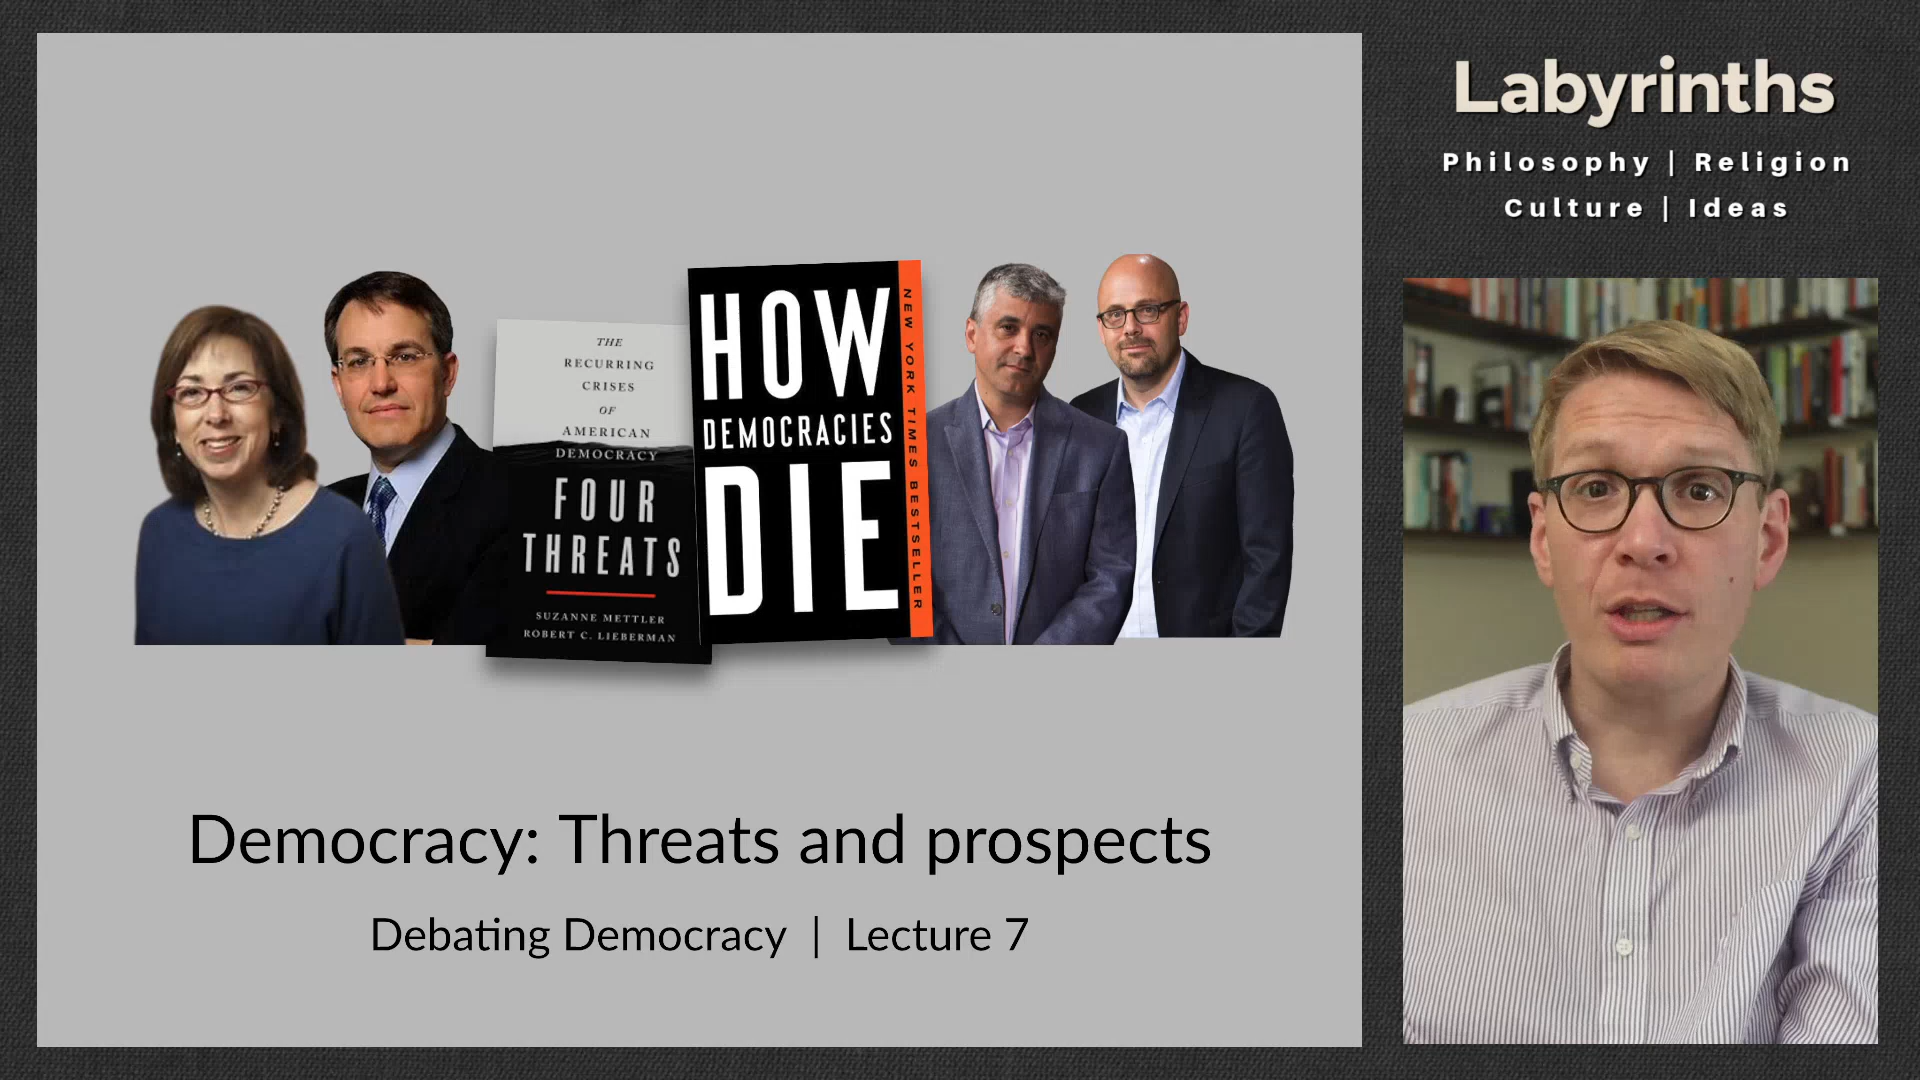 Labyrinths
Philosophy | Religion
Culture | Ideas
THE
RECURRING
CRISES
OF
AMERICAN
DEMOCRACY
FOUR
THREATS
SUZANNE METTLER
ROBERT C. LIEBERMAN
HOW
DEMOCRACIES
DIE
NEW YORK TIMES BESTSELLER
Democracy: Threats and prospects
Debating Democracy | Lecture 7